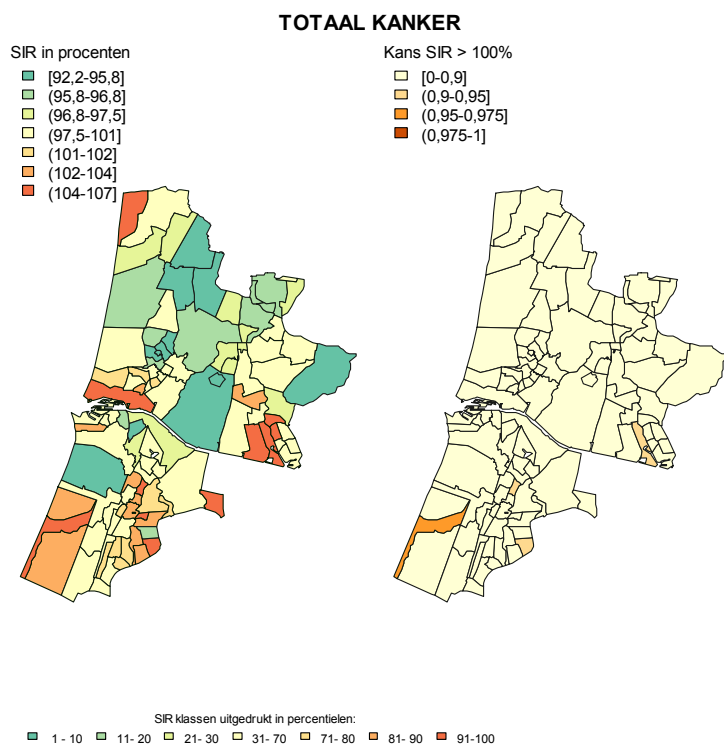 TOTAAL KANKER
SIR in procenten
[92,2-95,8]
(95,8-96,8]
(96,8-97,5]
(97,5-101]
(101-102]
(102-104]
(104-107]
Kans SIR > 100%
[0-0,9]
(0,9-0,95]
(0,95-0,975]
(0,975-1]
SIR klassen uitgedrukt in percentielen:
1 - 10 11- 20 21- 30 31- 70 71- 80 81- 90 91-100